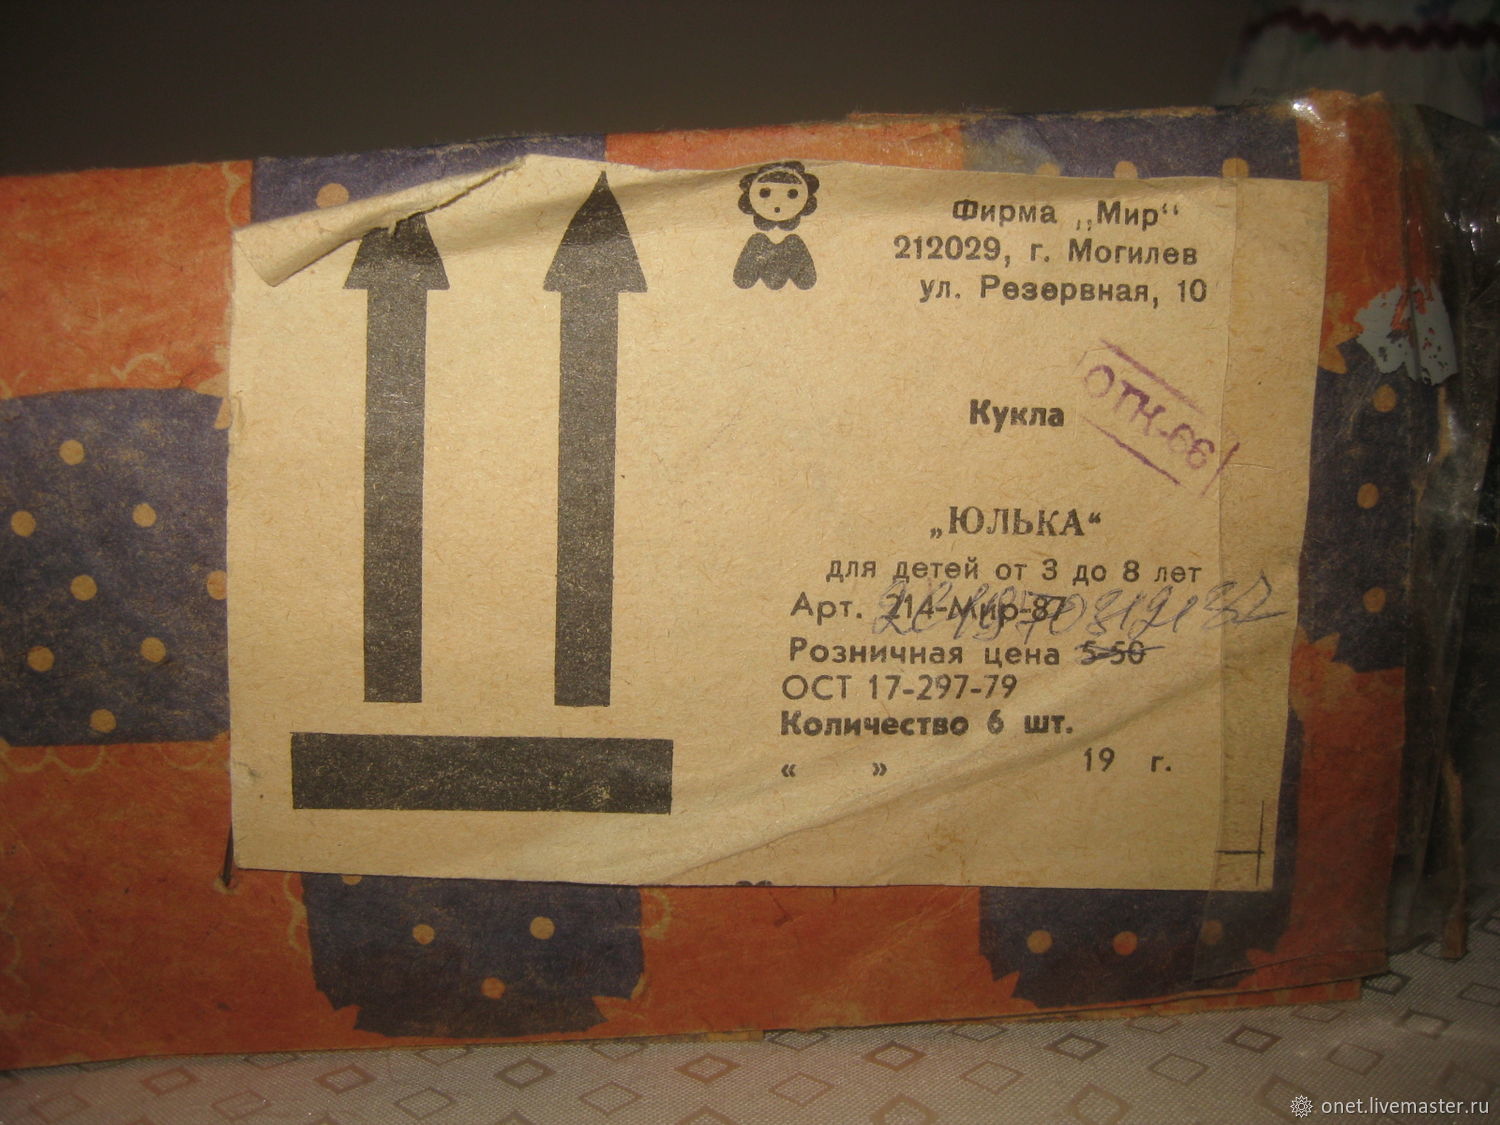 Фирма „Мир“
212029, г. Могилев
ул. Резервная, 10
Кукла
ОТК-66
„ЮЛЬКА“
для детей от 3 до 8 лет
Арт. 214-Мир-87
Розничная цена 5-50
ОСТ 17-297-79
Количество 6 шт.
« » 19 г.
onet.livemaster.ru